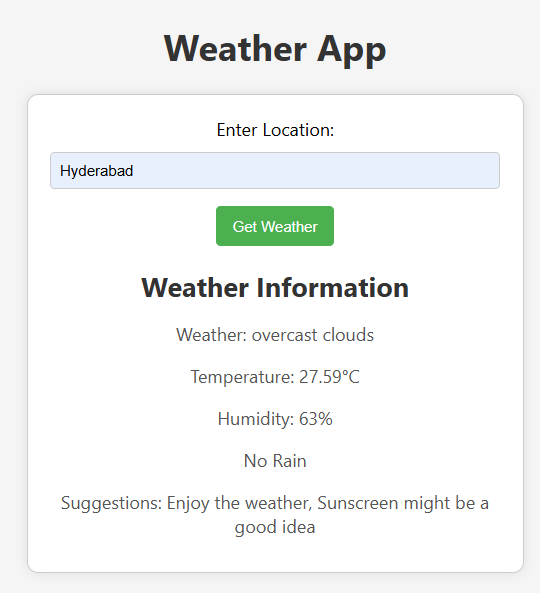 Weather App
Enter Location:
Hyderabad
Get Weather
Weather Information
Weather: overcast clouds
Temperature: 27.59°C
Humidity: 63%
No Rain
Suggestions: Enjoy the weather, Sunscreen might be a
good idea